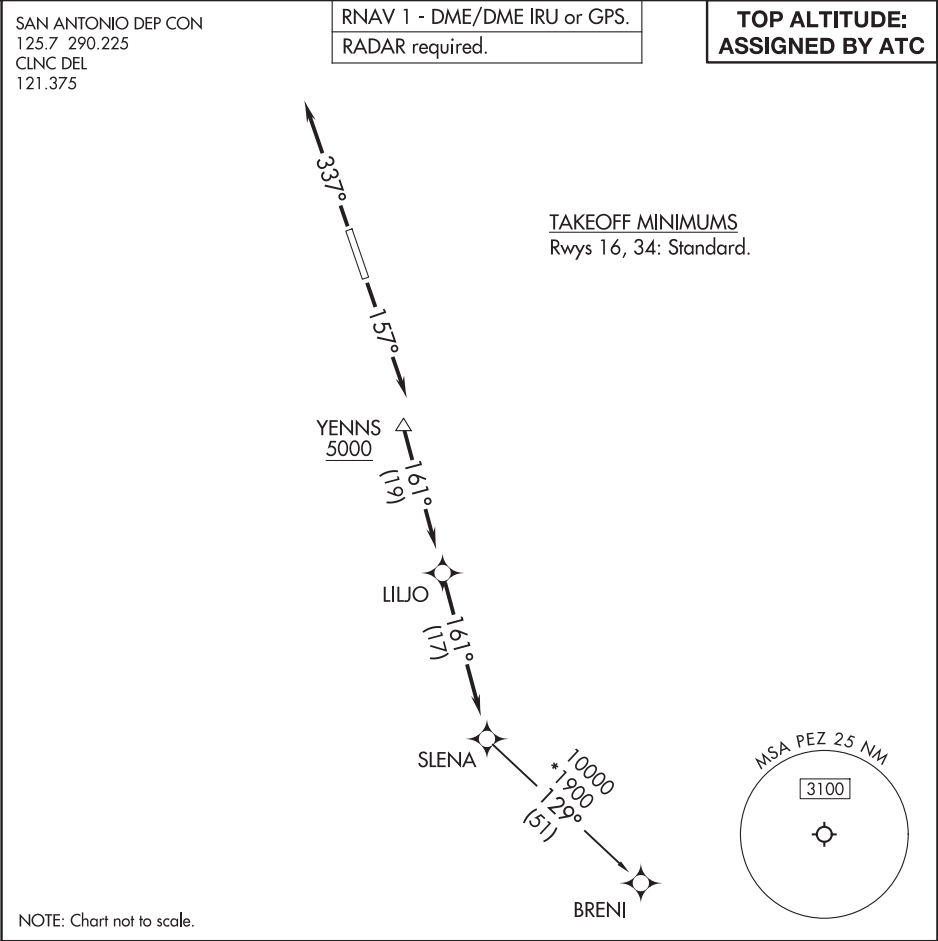 SAN ANTONIO DEP CON
125.7 290.225
CLNC DEL
121.375
RNAV 1 - DME/DME IRU or GPS.
RADAR required.
TOP ALTITUDE:
ASSIGNED BY ATC
337°
TAKEOFF MINIMUMS
Rwys 16, 34: Standard.
157°
YENNS
5000
161°
(19)
LILJO
161°
(17)
SLENA
10000
*1900
129°
(51)
BRENI
MSA PEZ 25 NM
3100
NOTE: Chart not to scale.